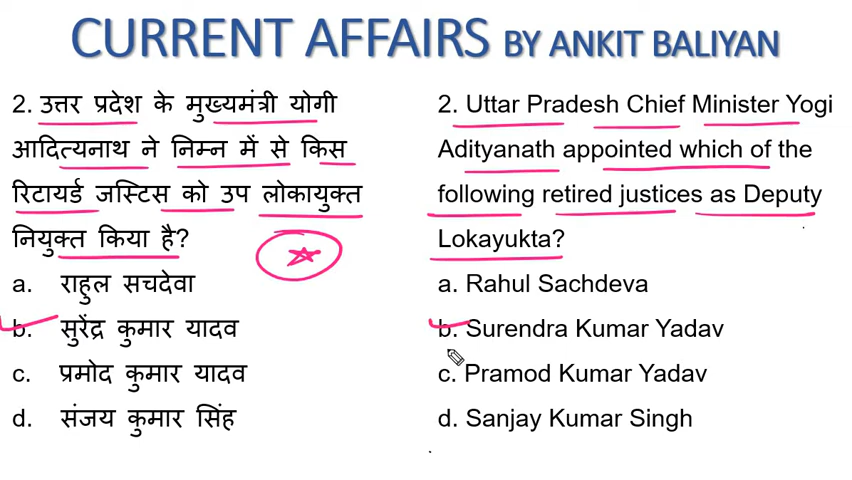 CURRENT AFFAIRS BY ANKIT BALIYAN
2. उत्तर प्रदेश के मुख्यमंत्री योगी
आदित्यनाथ ने निम्न में से किस
रिटायर्ड जस्टिस को उप लोकायुक्त
नियुक्त किया है?
a. राहुल सचदेवा
b. सुरेंद्र कुमार यादव
c. प्रमोद कुमार यादव
d. संजय कुमार सिंह
2. Uttar Pradesh Chief Minister Yogi
Adityanath appointed which of the
following retired justices as Deputy
Lokayukta?
a. Rahul Sachdeva
b. Surendra Kumar Yadav
c. Pramod Kumar Yadav
d. Sanjay Kumar Singh